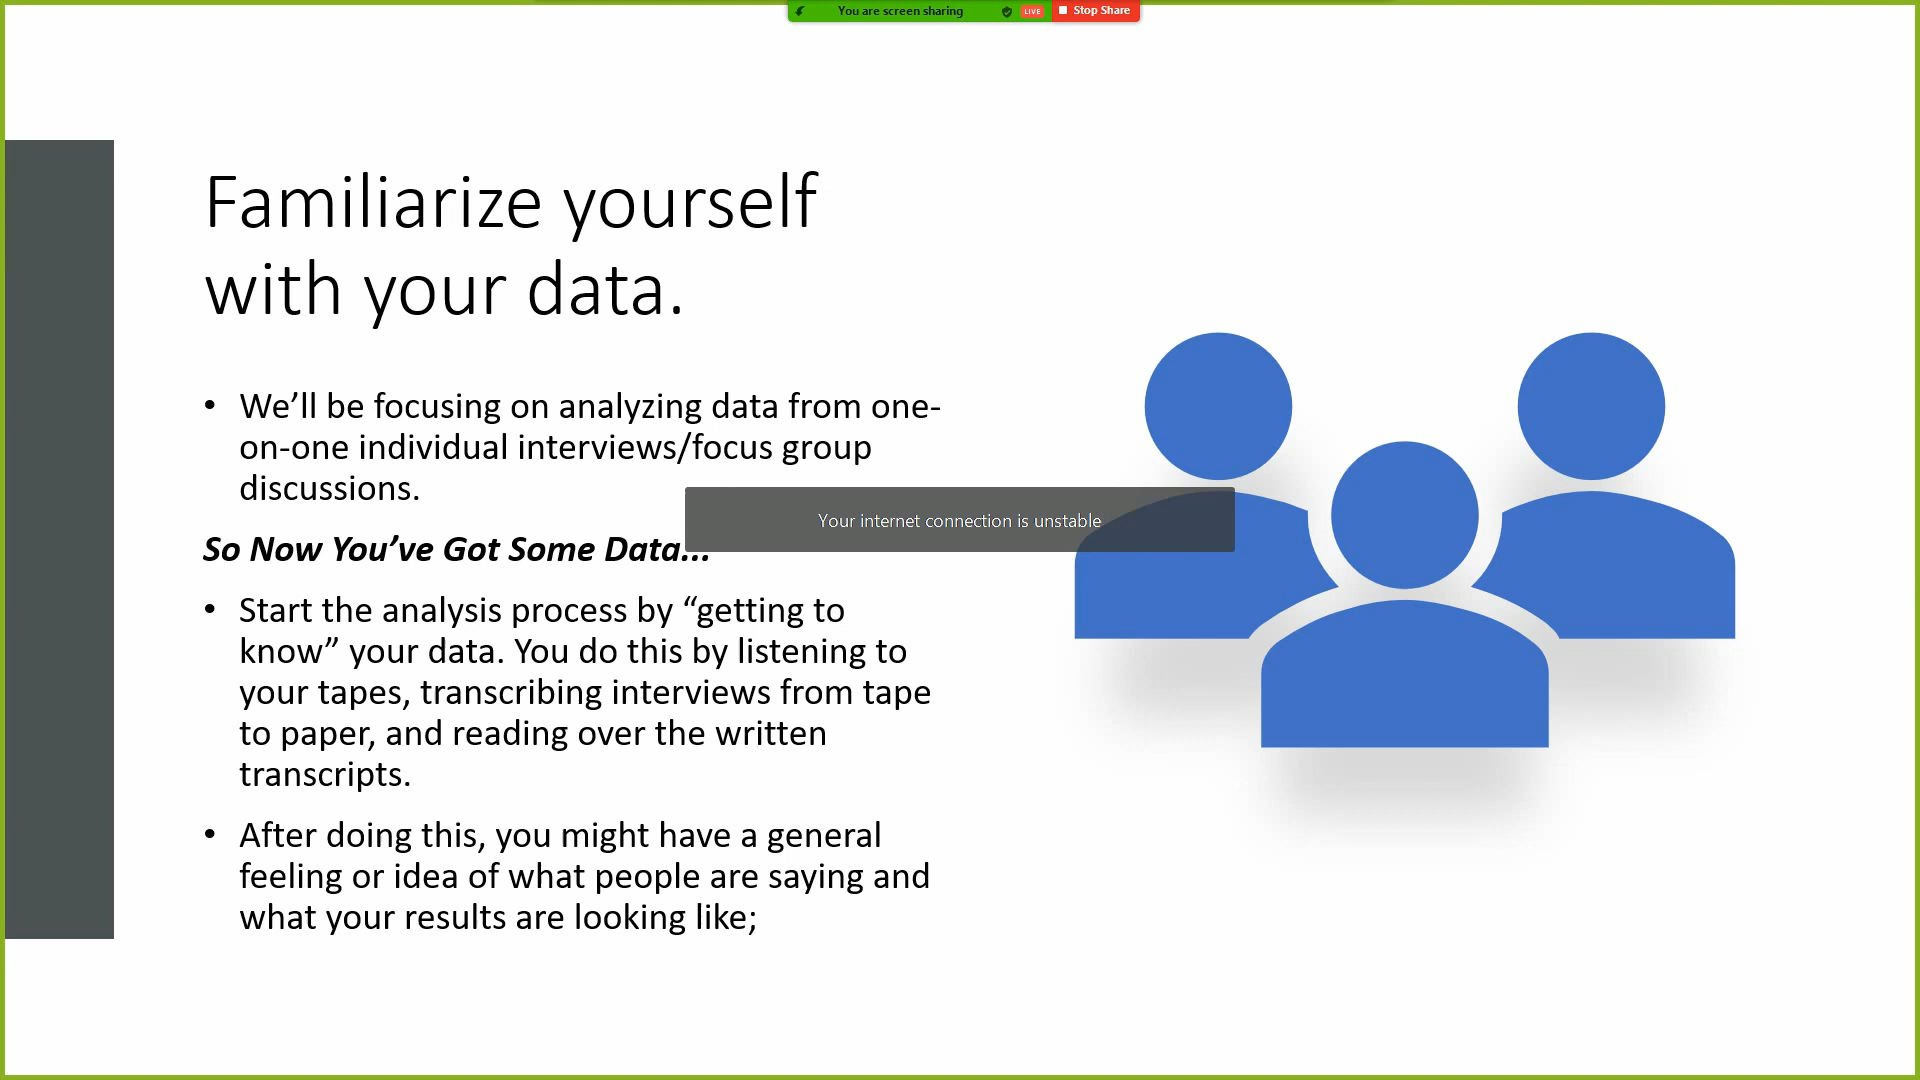 You are screen sharing LIVE Stop Share
Familiarize yourself
with your data.
• We’ll be focusing on analyzing data from one-
on-one individual interviews/focus group
discussions.
Your internet connection is unstable
So Now You’ve Got Some Data...
• Start the analysis process by “getting to
know” your data. You do this by listening to
your tapes, transcribing interviews from tape
to paper, and reading over the written
transcripts.
• After doing this, you might have a general
feeling or idea of what people are saying and
what your results are looking like;